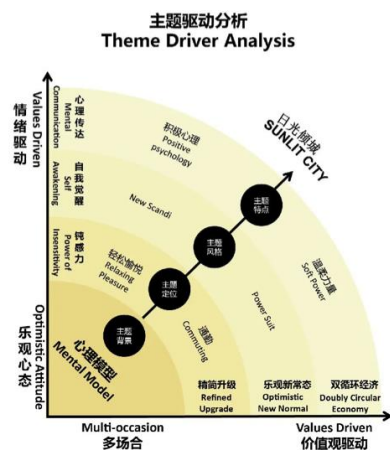 主题驱动分析
Theme Driver Analysis
情绪驱动
Values Driven
心理传达
Mental
Communication
自我觉醒
Self
Awakening
钝感力
Power of
Insensitivity
乐观心态
Optimistic Attitude
积极心理
Positive
psychology
New Scandi
轻松愉悦
Relaxing
Pleasure
心理模型
Mental Model
主题
背景
主题
定位
主题
风格
主题
特点
日光倾城
SUNLIT CITY
温柔力量
Soft Power
Power Suit
通勤
Commuting
精简升级
Refined
Upgrade
乐观新常态
Optimistic
New Normal
双循环经济
Doubly Circular
Economy
Multi-occasion
多场合
Values Driven
价值观驱动